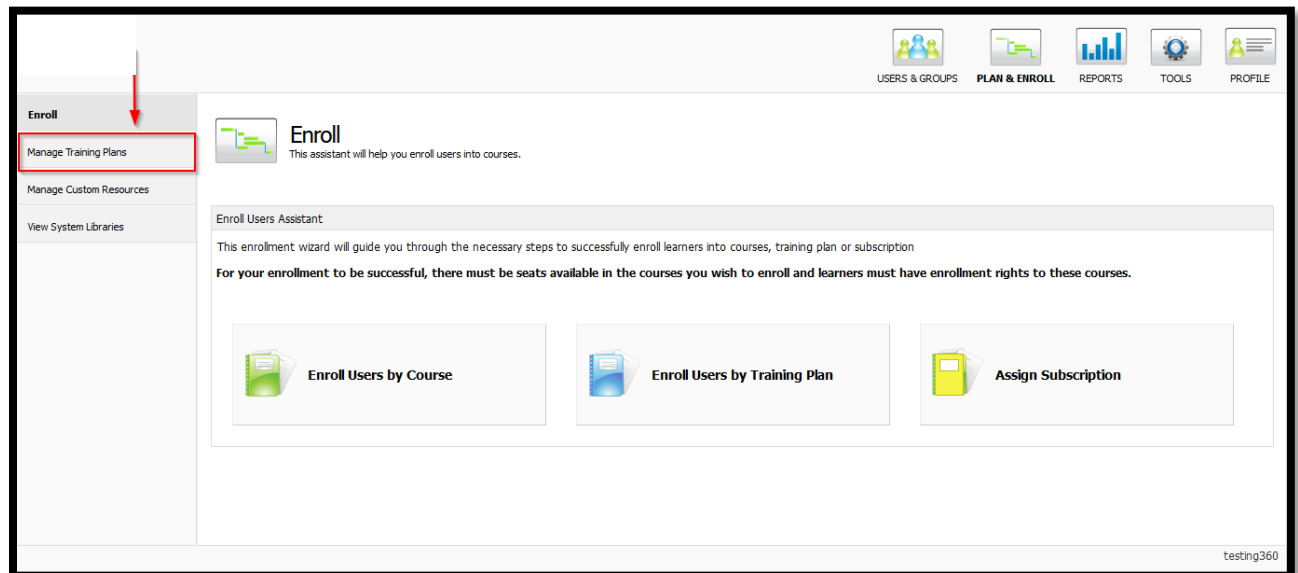 USERS & GROUPS PLAN & ENROLL REPORTS TOOLS PROFILE
Enroll
Manage Training Plans
Manage Custom Resources
View System Libraries
Enroll
This assistant will help you enroll users into courses.
Enroll Users Assistant
This enrollment wizard will guide you through the necessary steps to successfully enroll learners into courses, training plan or subscription
For your enrollment to be successful, there must be seats available in the courses you wish to enroll and learners must have enrollment rights to these courses.
Enroll Users by Course
Enroll Users by Training Plan
Assign Subscription
testing360